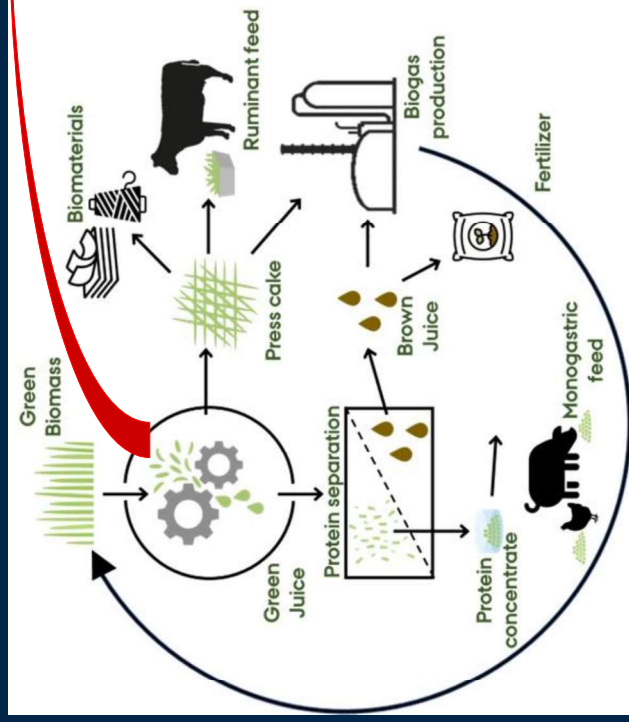 Green
Biomass
Biomaterials
Ruminant feed
Press cake
Biogas
production
Green
Juice
Protein separation
Brown
Juice
Fertilizer
Protein
concentrate
Monogastric
feed